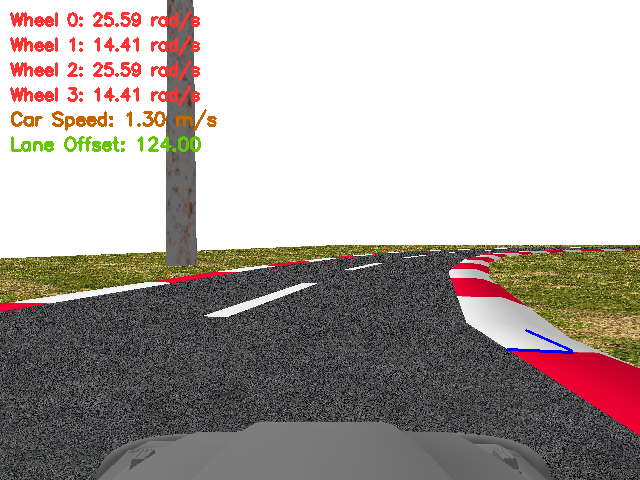 Wheel 0: 25.59 rad/s
Wheel 1: 14.41 rad/s
Wheel 2: 25.59 rad/s
Wheel 3: 14.41 rad/s
Car Speed: 1.30 m/s
Lane Offset: 124.00